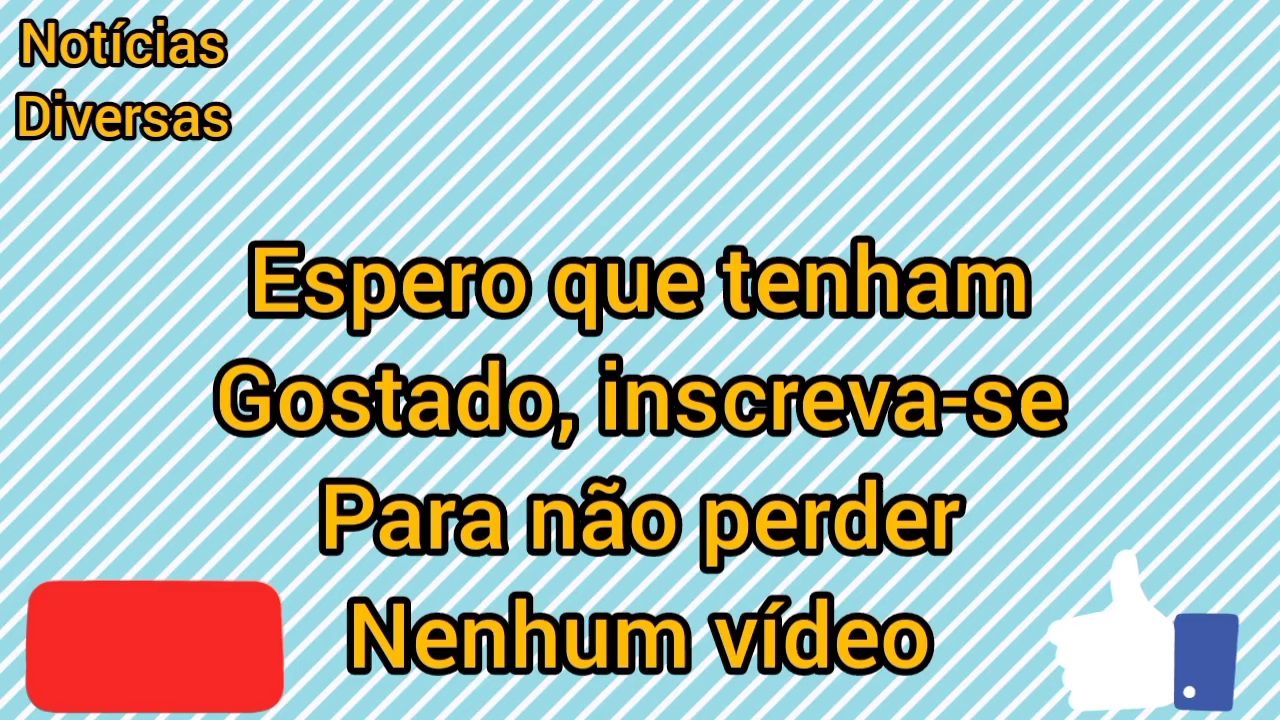 Notícias
Diversas
Espero que tenham
Gostado, inscreva-se
Para não perder
Nenhum vídeo